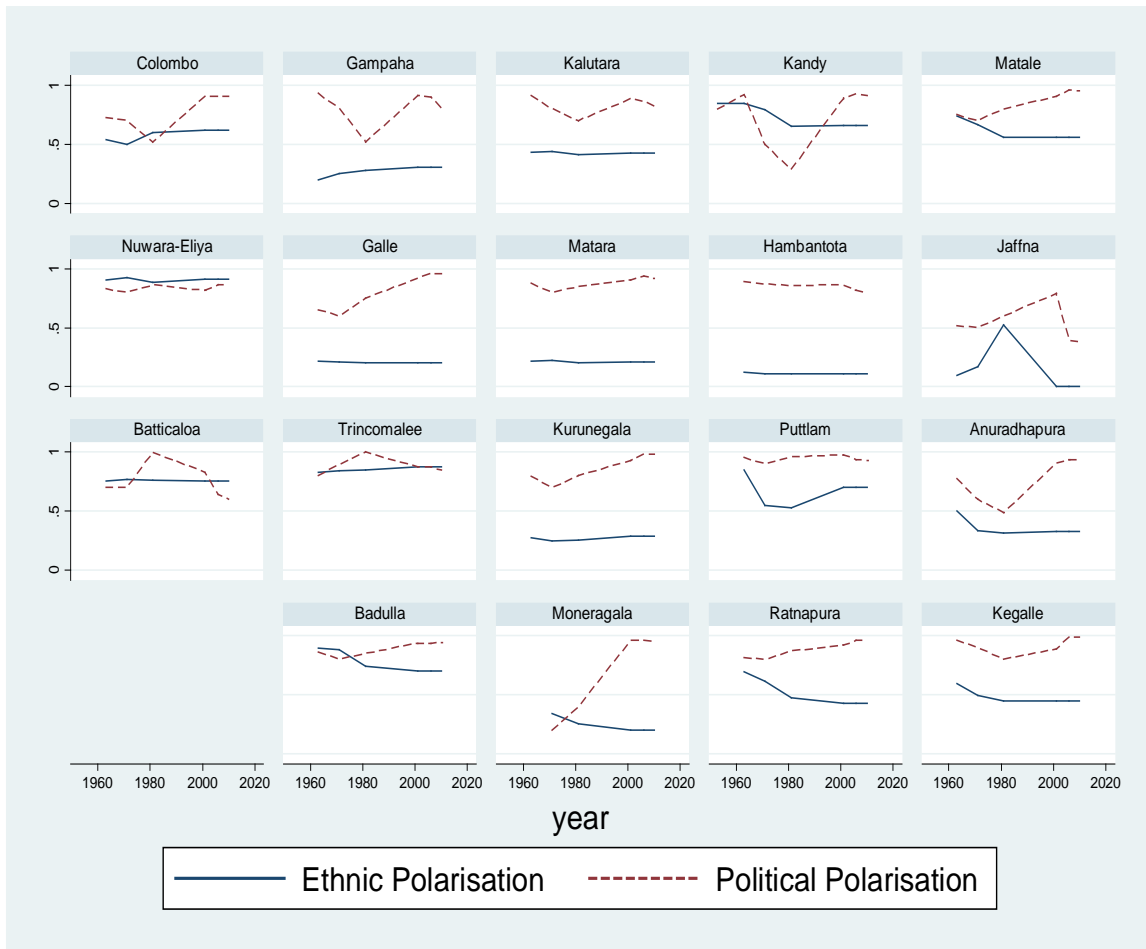 Colombo Gampaha Kalutara Kandy Matale
1
.5
0
Nuwara-Eliya Galle Matara Hambantota Jaffna
1
.5
0
Batticaloa Trincomalee Kurunegala Puttlam Anuradhapura
1
.5
0
Badulla Moneragala Ratnapura Kegalle
1960 1980 2000 2020 1960 1980 2000 2020 1960 1980 2000 2020 1960 1980 2000 2020 1960 1980 2000 2020
year
Ethnic Polarisation Political Polarisation